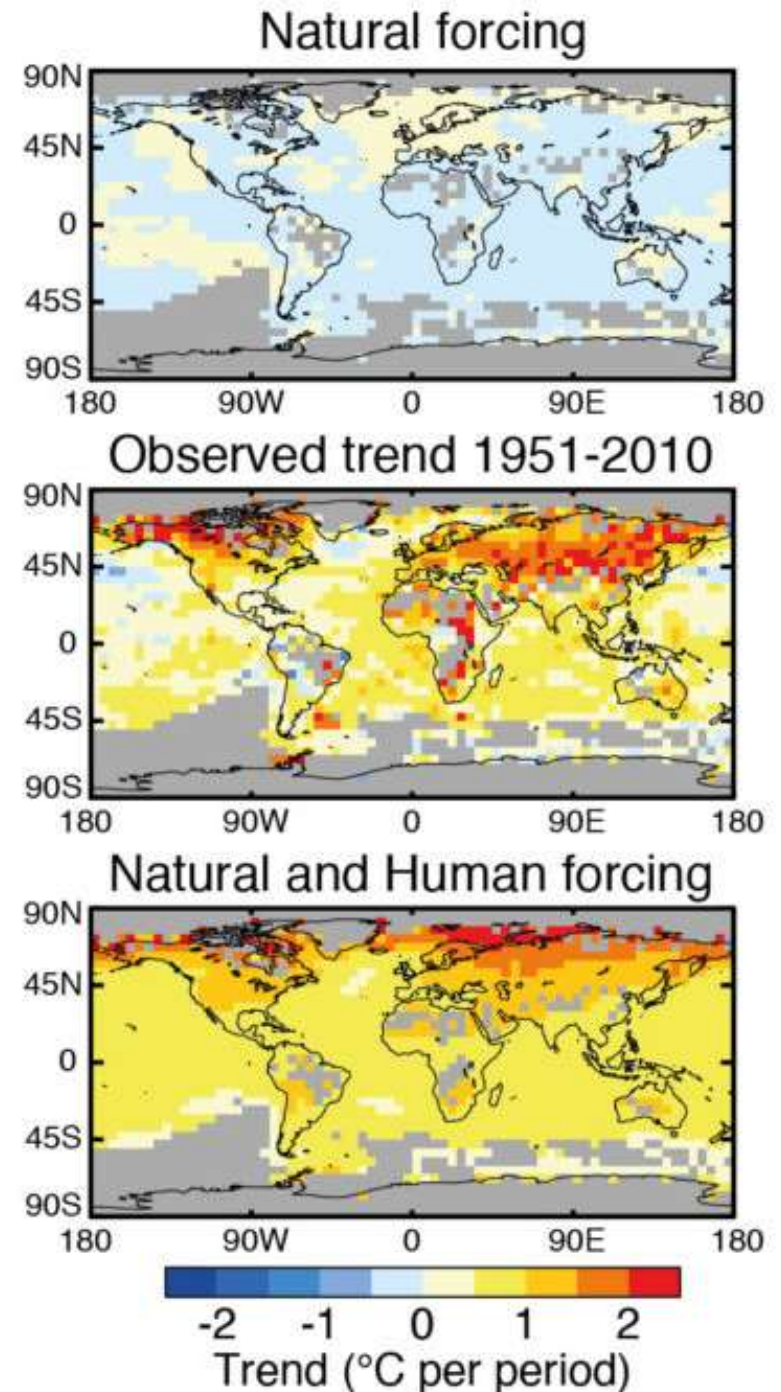 Natural forcing
90N
45N
0
45S
90S
180 90W 0 90E 180
Observed trend 1951-2010
90N
45N
0
45S
90S
180 90W 0 90E 180
Natural and Human forcing
90N
45N
0
45S
90S
180 90W 0 90E 180
-2 -1 0 1 2
Trend (°C per period)